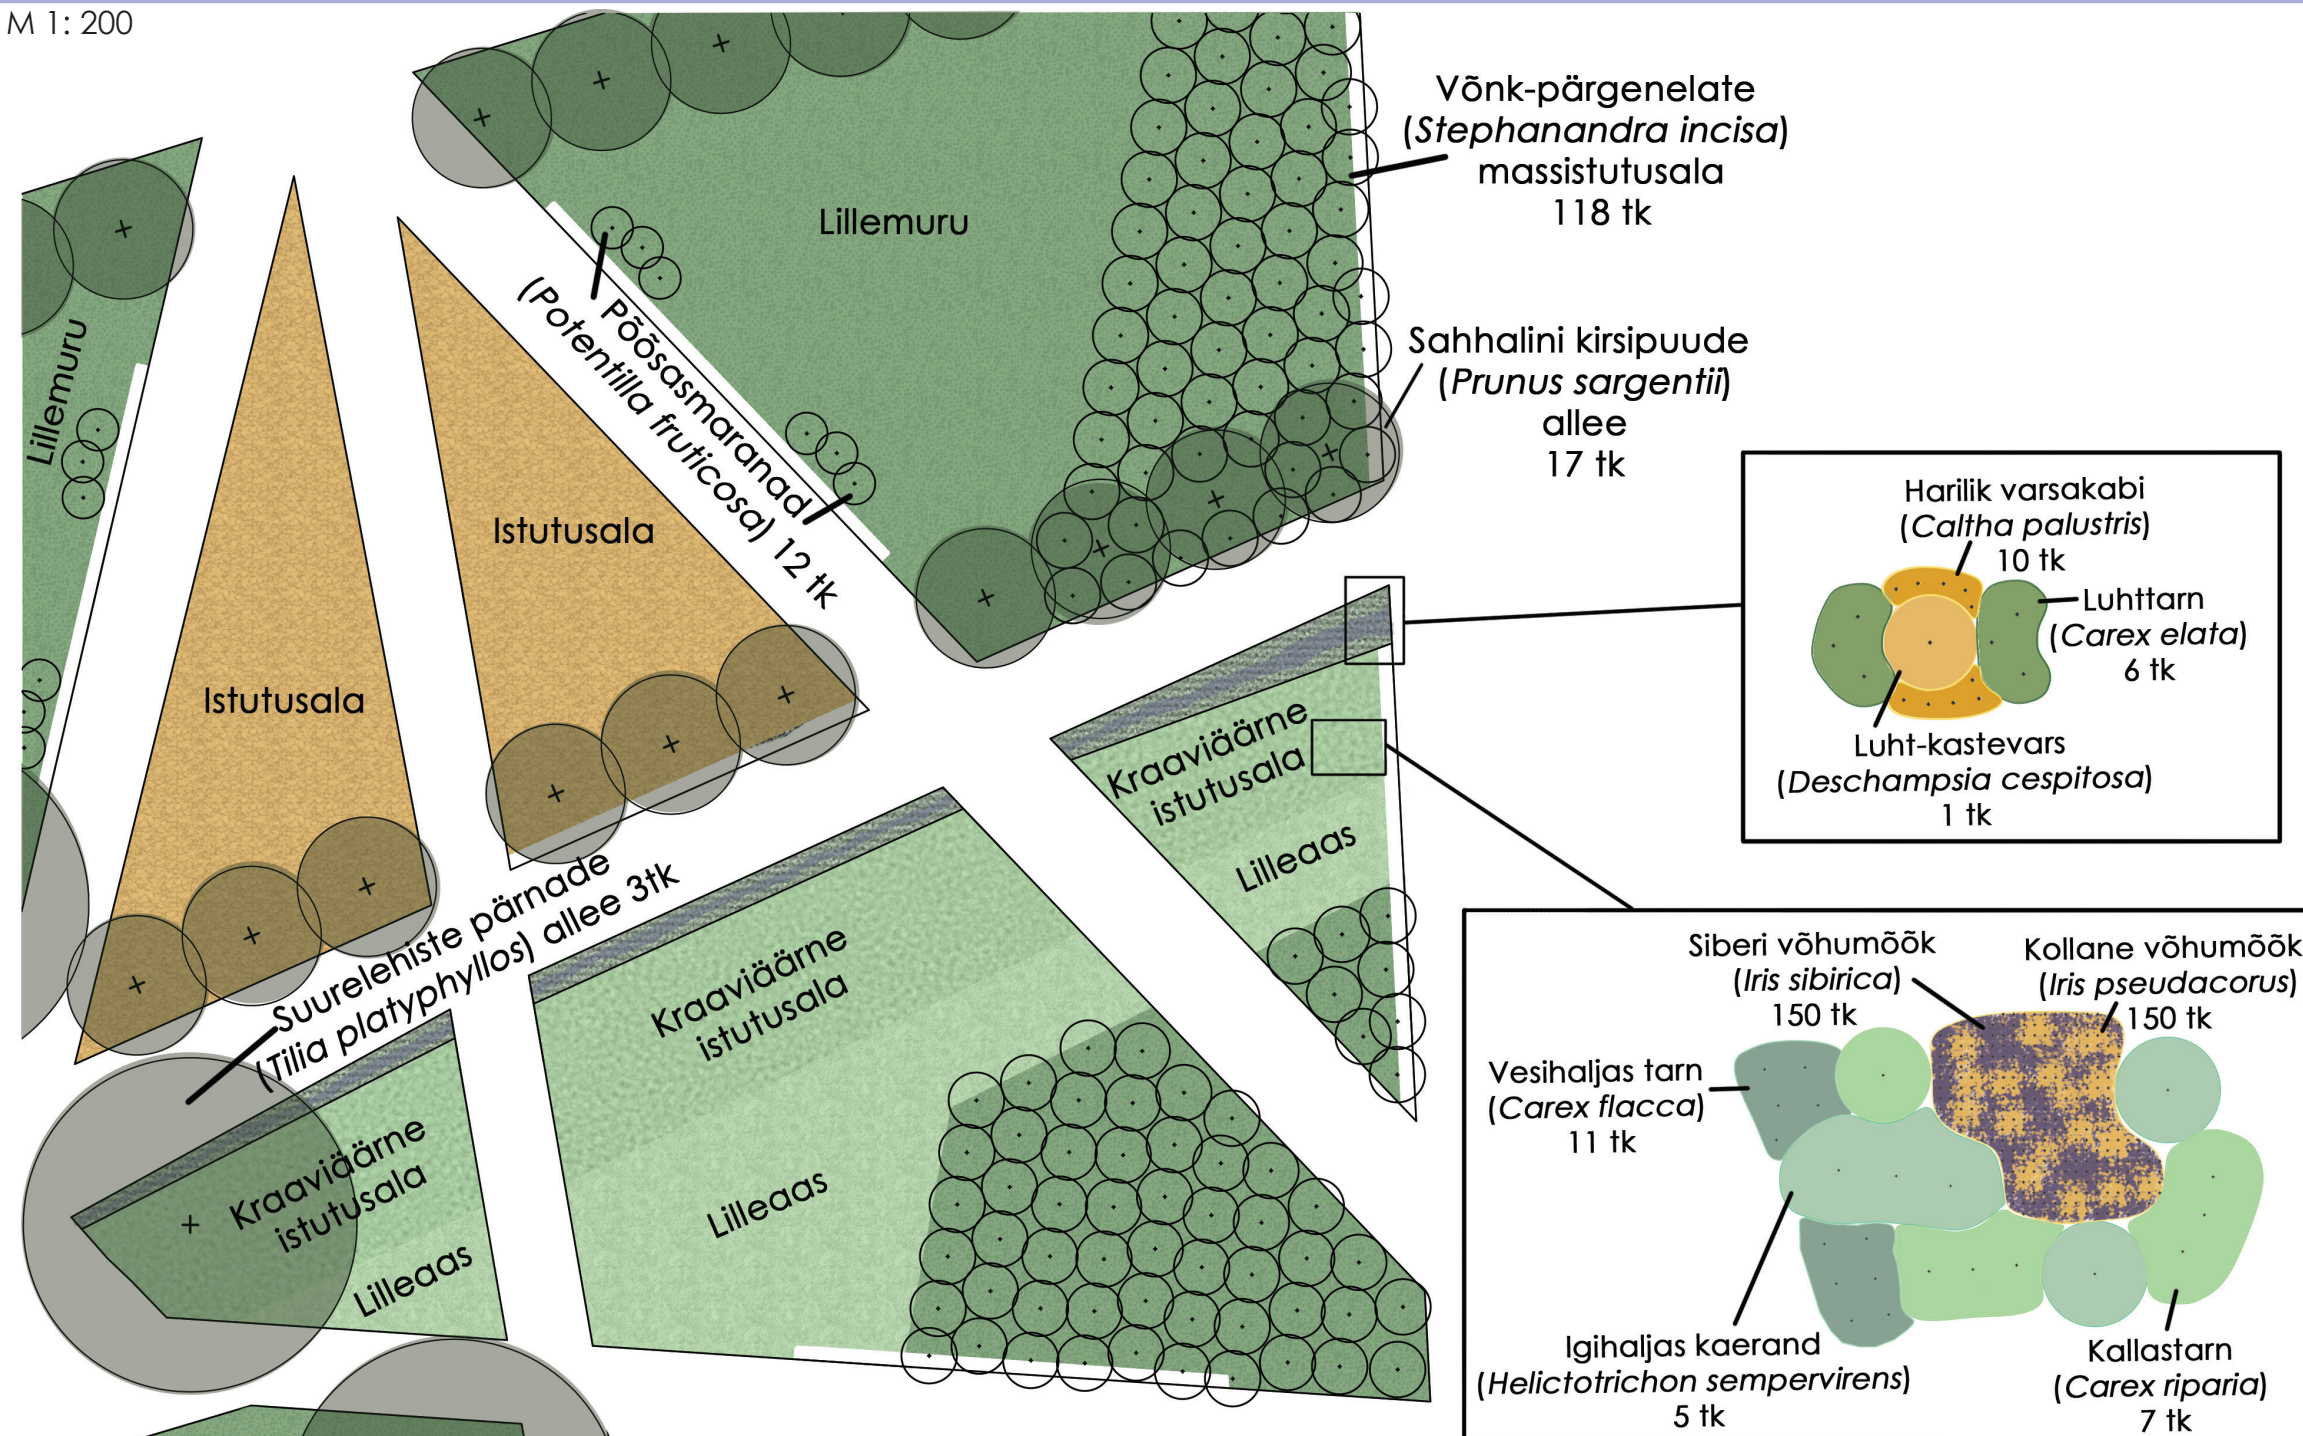 M 1: 200
Võnk-pärgenelate
(Stephanandra incisa)
massistutusala
118 tk
Lillemuru
Sahhalini kirsipuude
(Prunus sargentii)
allee
17 tk
Lillemuru
Põõsasmaranad
(Potentilla fruticosa) 12 tk
Istutusala
Istutusala
Harilik varsakabi
(Caltha palustris)
10 tk
Luhttarn
(Carex elata)
6 tk
Luht-kastevars
(Deschampsia cespitosa)
1 tk
Kraaviäärne
istutusala
Lilleaas
Suurelehiste pärnade
(Tilia platyphyllos) allee 3tk
Kraaviäärne
istutusala
Lilleaas
Kraaviäärne
istutusala
Lilleaas
Siberi võhumõõk
(Iris sibirica)
150 tk
Kollane võhumõõk
(Iris pseudacorus)
150 tk
Vesihaljas tarn
(Carex flacca)
11 tk
Igihaljas kaerand
(Helictotrichon sempervirens)
5 tk
Kallastarn
(Carex riparia)
7 tk